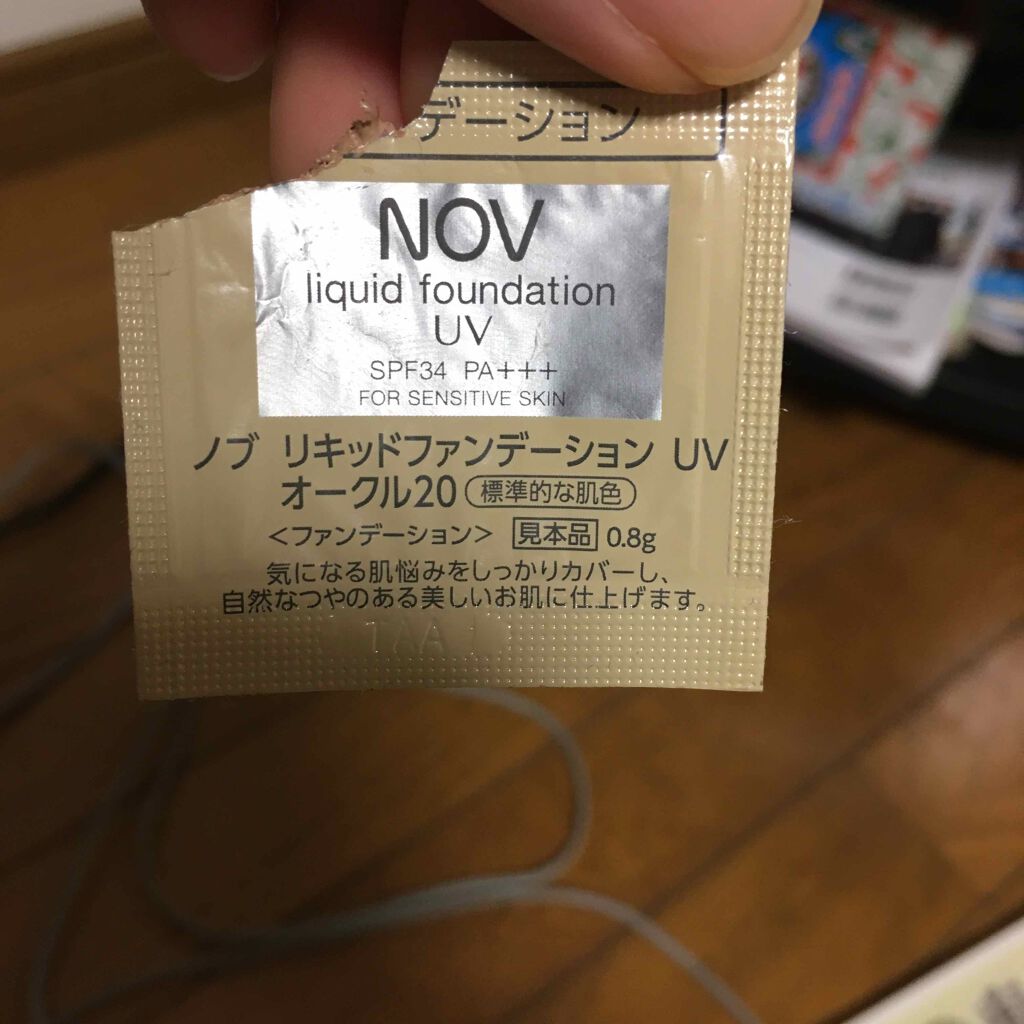 デーション
NOV
liquid foundation
UV
SPF34 PA+++
FOR SENSITIVE SKIN
ノブ リキッドファンデーション UV
オークル20 標準的な肌色
<ファンデーション> 見本品 0.8g
気になる肌悩みをしっかりカバーし、
自然なつやのある美しいお肌に仕上げます。
TAA1